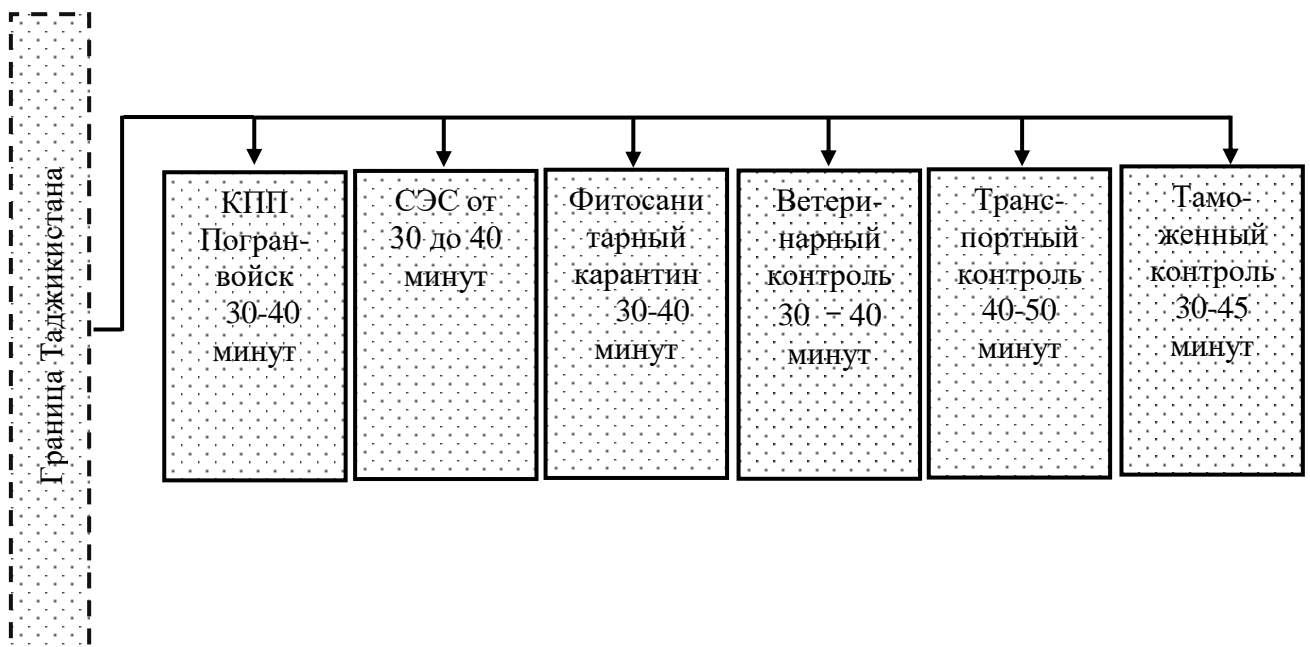 Граница Таджикистана
КПП
Погран-
войск
30-40
минут
СЭС от
30 до 40
минут
Фитосани
тарный
карантин
30-40
минут
Ветери-
нарный
контроль
30 – 40
минут
Транс-
портный
контроль
40-50
минут
Тамо-
женный
контроль
30-45
минут